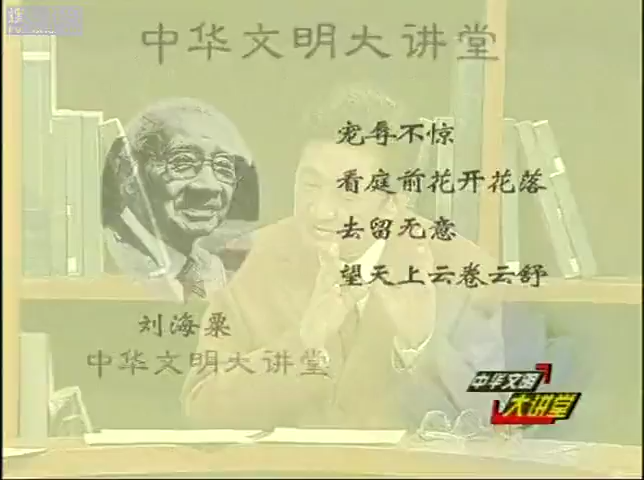 中华文明大讲堂
宠辱不惊
看庭前花开花落
去留无意
望天上云卷云舒
刘海粟
中华文明大讲堂
中华文明
大讲堂